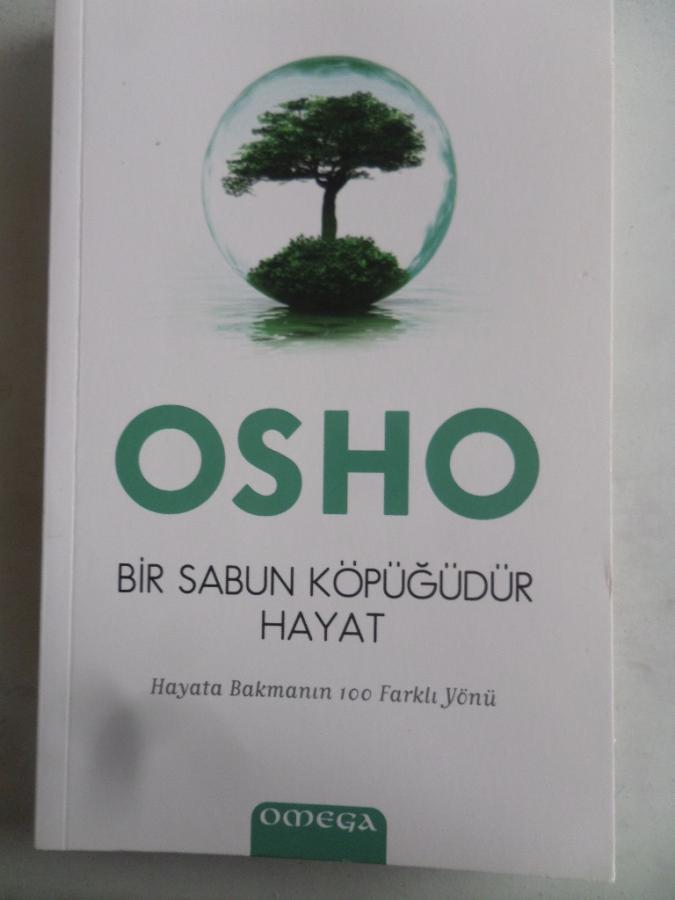 OSHO
BİR SABUN KÖPÜĞÜDÜR
HAYAT
Hayata Bakmanın 100 Farklı Yönü
OMEGA